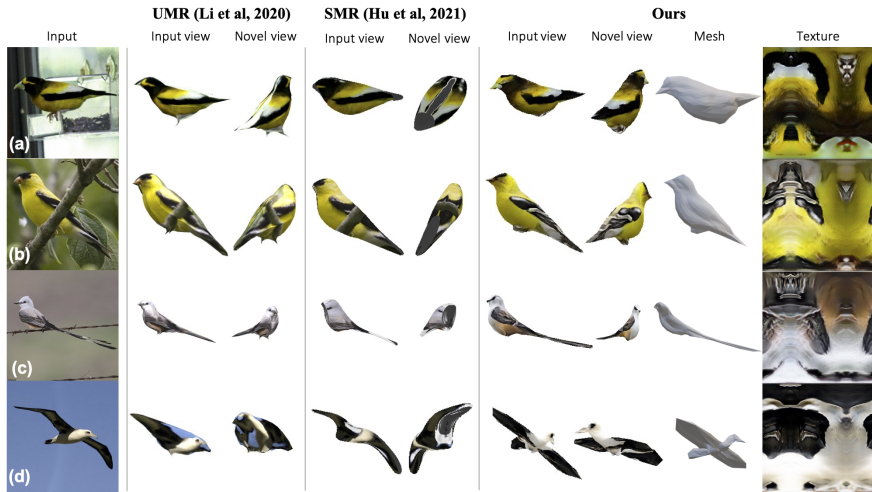 UMR (Li et al, 2020) SMR (Hu et al, 2021) Ours
Input Input view Novel view Input view Novel view Input view Novel view Mesh Texture
(a)
(b)
(c)
(d)